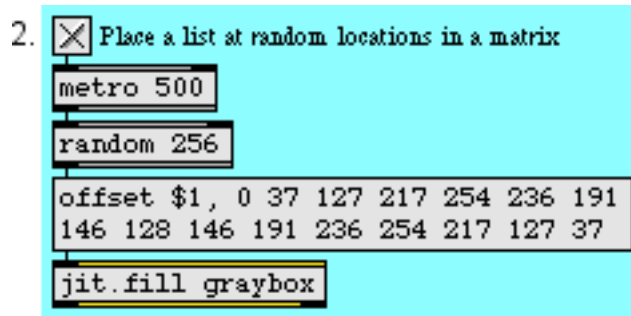 2. Place a list at random locations in a matrix
metro 500
random 256
offset $1, 0 37 127 217 254 236 191
146 128 146 191 236 254 217 127 37
jit.fill graybox